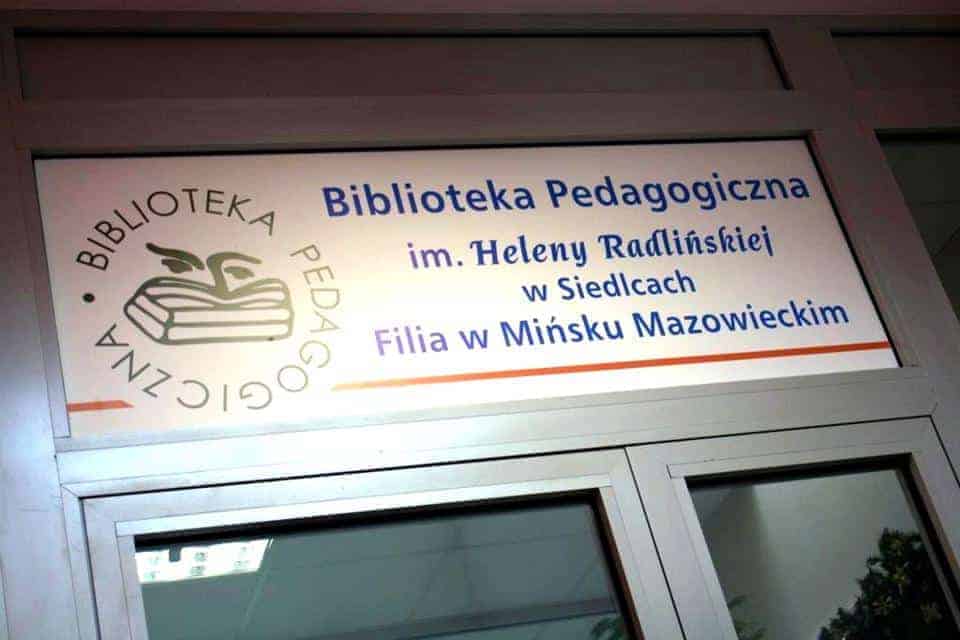 BIBLIOTEKA PEDAGOGICZNA •
Biblioteka Pedagogiczna
im. Heleny Radlińskiej
w Siedlcach
Filia w Mińsku Mazowieckim